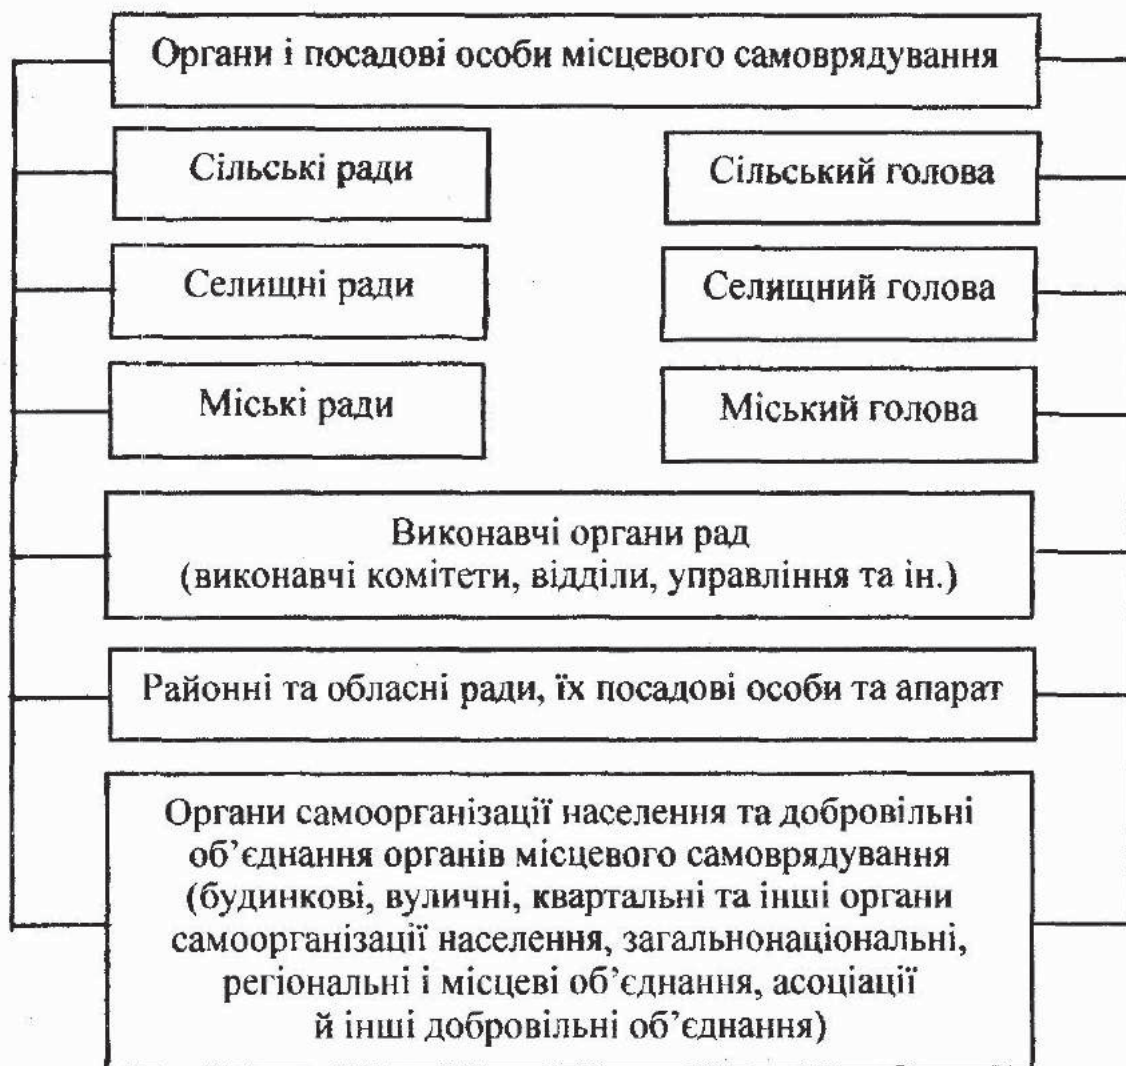 Органи і посадові особи місцевого самоврядування
Сільські ради
Сільський голова
Селищні ради
Селищний голова
Міські ради
Міський голова
Виконавчі органи рад
(виконавчі комітети, відділи, управління та ін.)
Районні та обласні ради, їх посадові особи та апарат
Органи самоорганізації населення та добровільні
об’єднання органів місцевого самоврядування
(будинкові, вуличні, квартальні та інші органи
самоорганізації населення, загальнонаціональні,
регіональні і місцеві об’єднання, асоціації
й інші добровільні об’єднання)